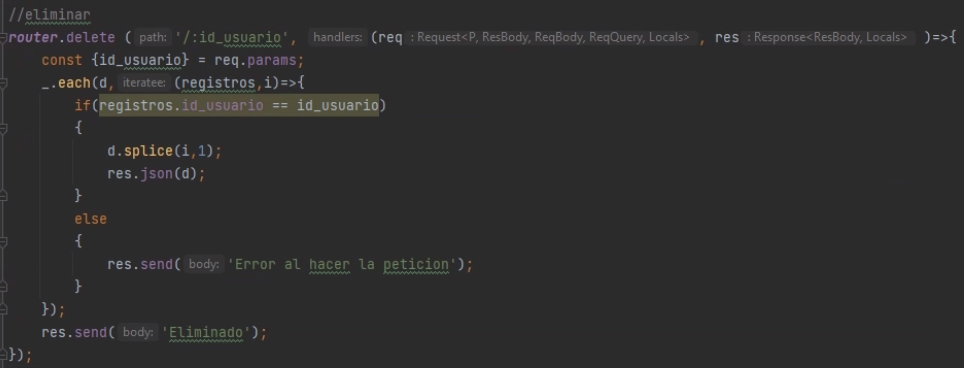 //eliminar
router.delete ( path: '/:id_usuario', handlers: (req : Request<P, ResBody, ReqBody, ReqQuery, Locals> , res : Response<ResBody, Locals> )=>{
const {id_usuario} = req.params;
_.each(d, iteratee: (registros,i)=>{
if(registros.id_usuario == id_usuario)
{
d.splice(i,1);
res.json(d);
}
else
{
res.send( body: 'Error al hacer la peticion');
}
});
res.send( body: 'Eliminado');
});